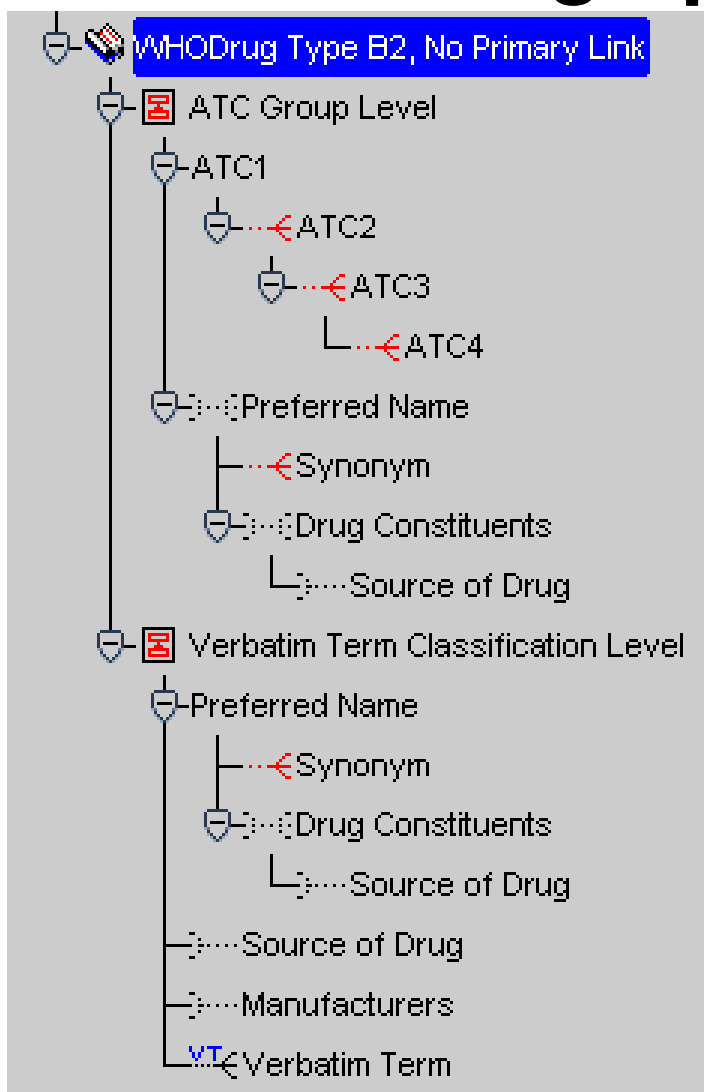 WHODrug Type B2, No Primary Link
ATC Group Level
ATC1
ATC2
ATC3
ATC4
Preferred Name
Synonym
Drug Constituents
Source of Drug
Verbatim Term Classification Level
Preferred Name
Synonym
Drug Constituents
Source of Drug
Source of Drug
Manufacturers
VT Verbatim Term